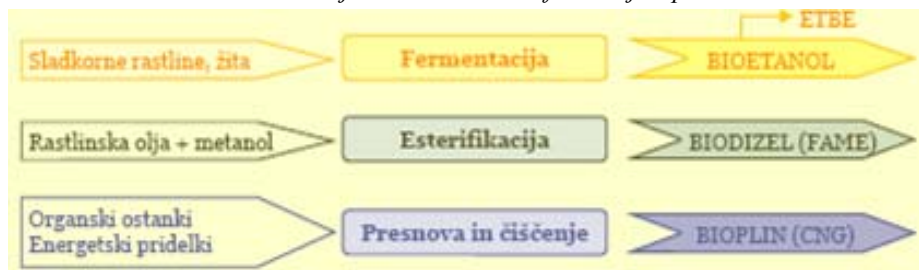 ETBE
Sladkorne rastline, žita
Fermentacija
BIOETANOL
Rastlinska olja + metanol
Esterifikacija
BIODIZEL (FAME)
Organski ostanki
Energetski pridelki
Presnova in čiščenje
BIOPLIN (CNG)